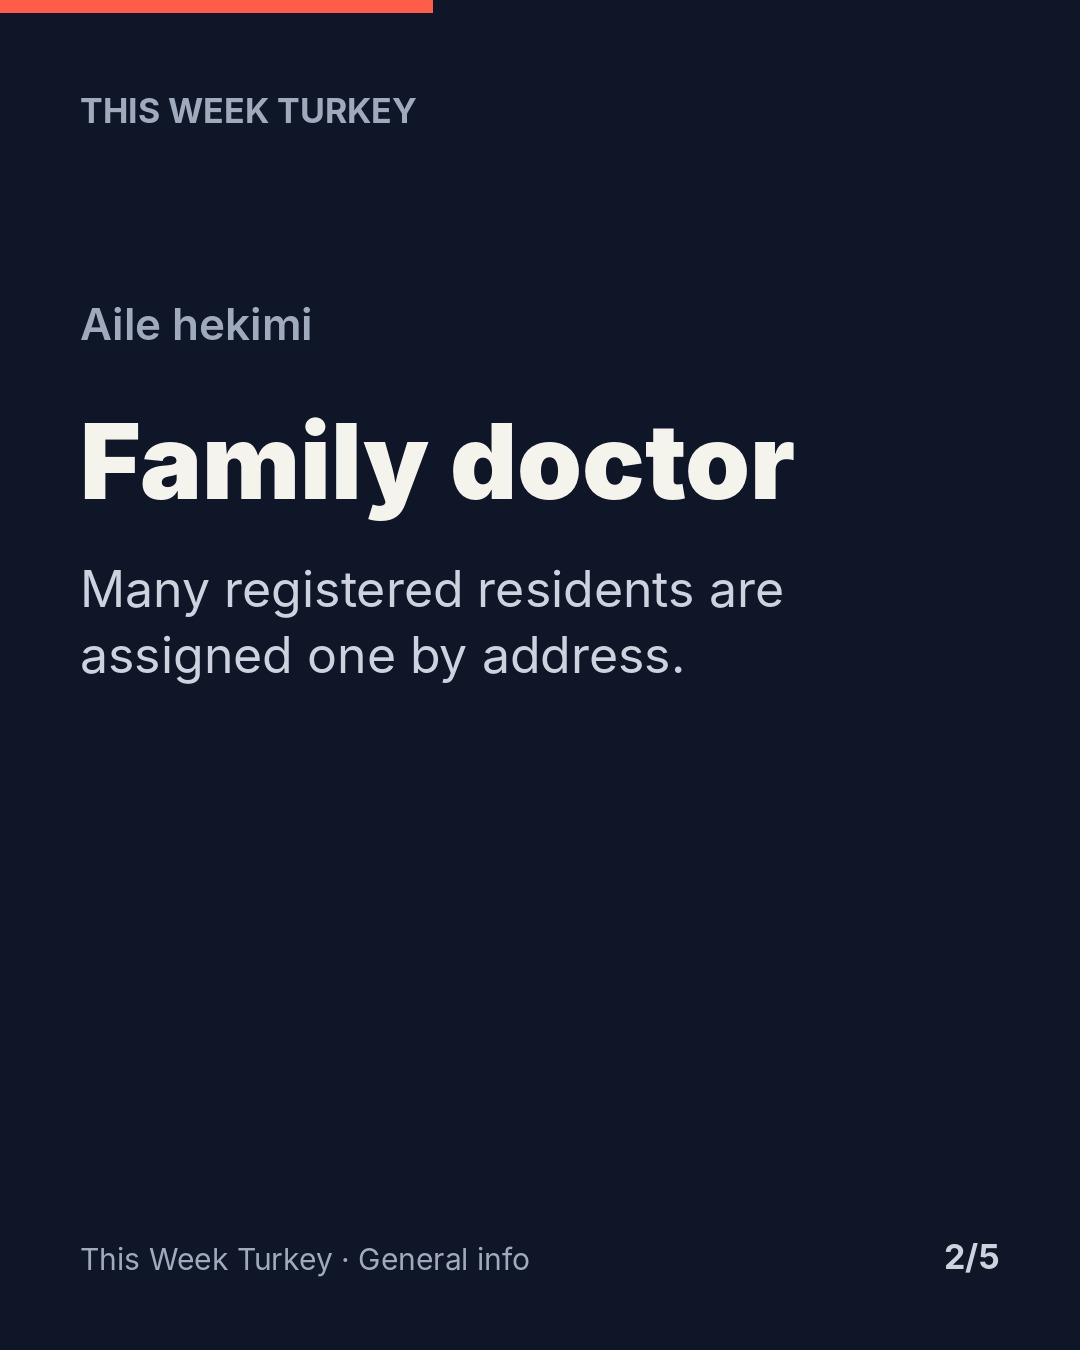 THIS WEEK TURKEY
Aile hekimi
Family doctor
Many registered residents are
assigned one by address.
This Week Turkey · General info
2/5